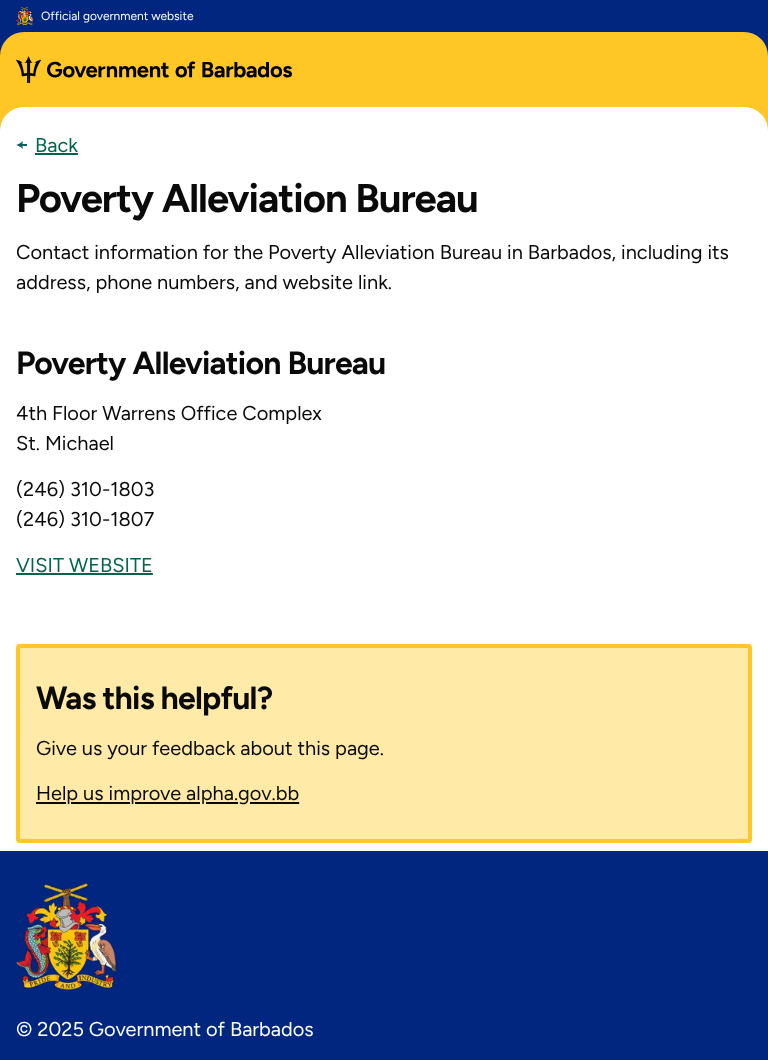 Official government website
Government of Barbados
Back
Poverty Alleviation Bureau
Contact information for the Poverty Alleviation Bureau in Barbados, including its
address, phone numbers, and website link.
Poverty Alleviation Bureau
4th Floor Warrens Office Complex
St. Michael
(246) 310-1803
(246) 310-1807
VISIT WEBSITE
Was this helpful?
Give us your feedback about this page.
Help us improve alpha.gov.bb
PRIDE AND INDUSTRY
© 2025 Government of Barbados